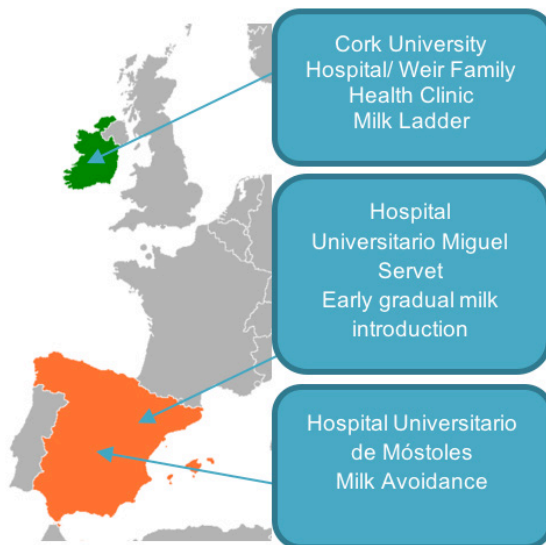 Cork University
Hospital/ Weir Family
Health Clinic
Milk Ladder
Hospital
Universitario Miguel
Servet
Early gradual milk
introduction
Hospital Universitario
de Móstoles
Milk Avoidance